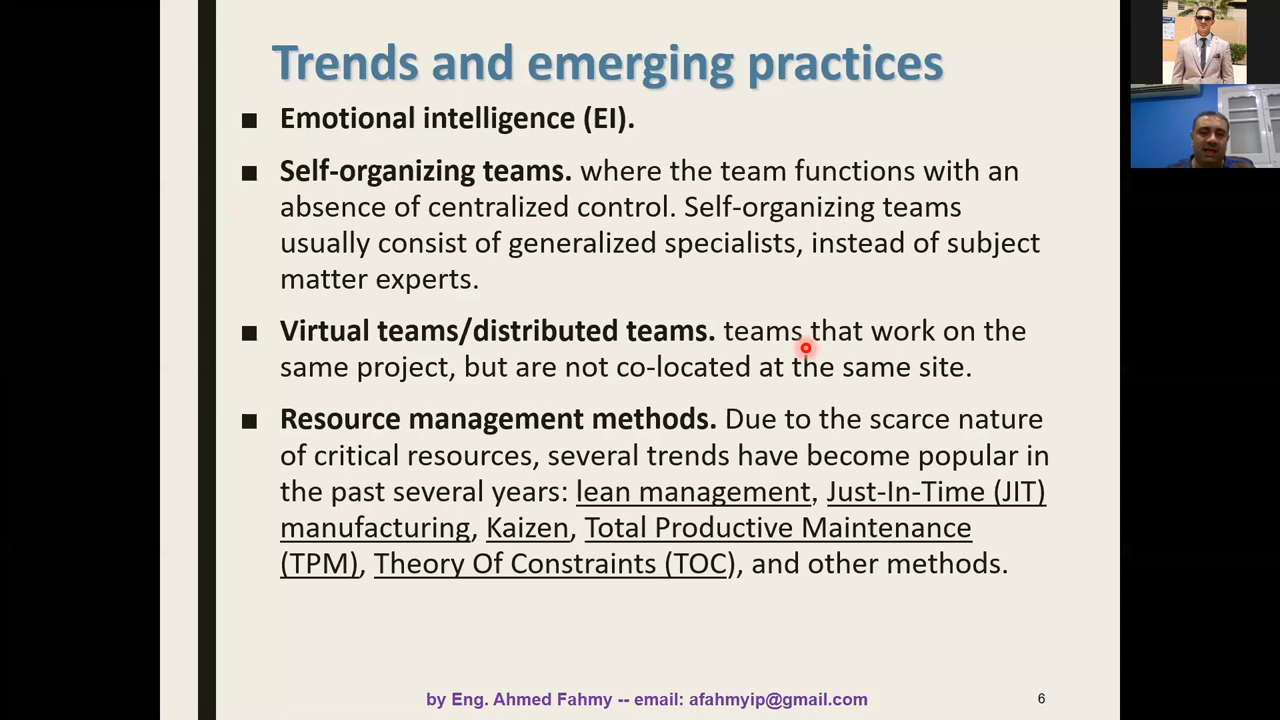 Trends and emerging practices
■ Emotional intelligence (EI).
■ Self-organizing teams. where the team functions with an
absence of centralized control. Self-organizing teams
usually consist of generalized specialists, instead of subject
matter experts.
■ Virtual teams/distributed teams. teams that work on the
same project, but are not co-located at the same site.
■ Resource management methods. Due to the scarce nature
of critical resources, several trends have become popular in
the past several years: lean management, Just-In-Time (JIT)
manufacturing, Kaizen, Total Productive Maintenance
(TPM), Theory Of Constraints (TOC), and other methods.
by Eng. Ahmed Fahmy -- email: afahmyip@gmail.com
6